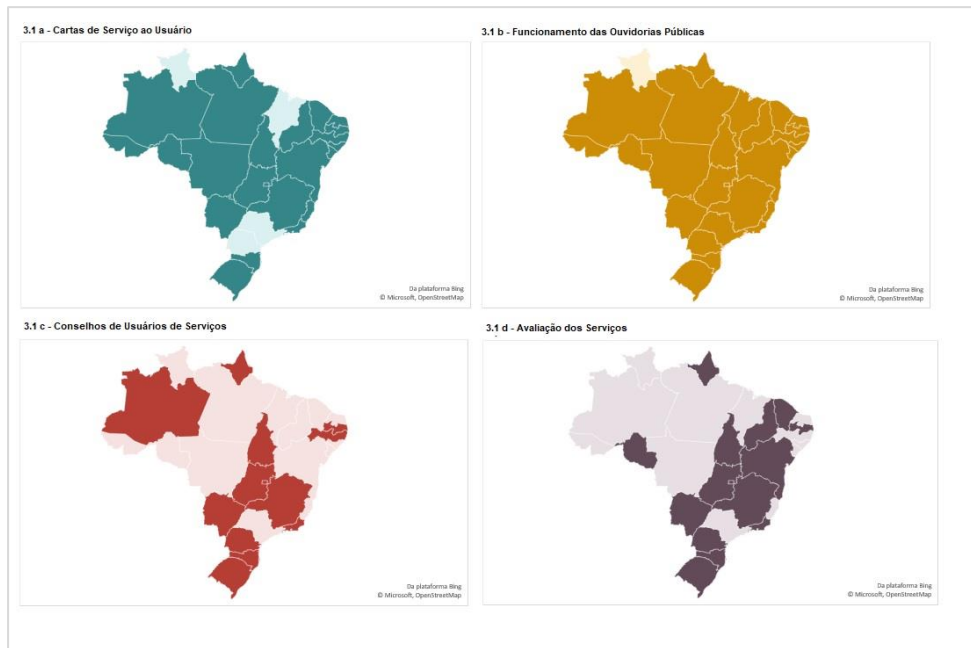 3.1 a - Cartas de Serviço ao Usuário
3.1 b - Funcionamento das Ouvidorias Públicas
Da plataforma Bing
© Microsoft, OpenStreetMap
Da plataforma Bing
© Microsoft, OpenStreetMap
3.1 c - Conselhos de Usuários de Serviços
3.1 d - Avaliação dos Serviços
Da plataforma Bing
© Microsoft, OpenStreetMap
Da plataforma Bing
© Microsoft, OpenStreetMap